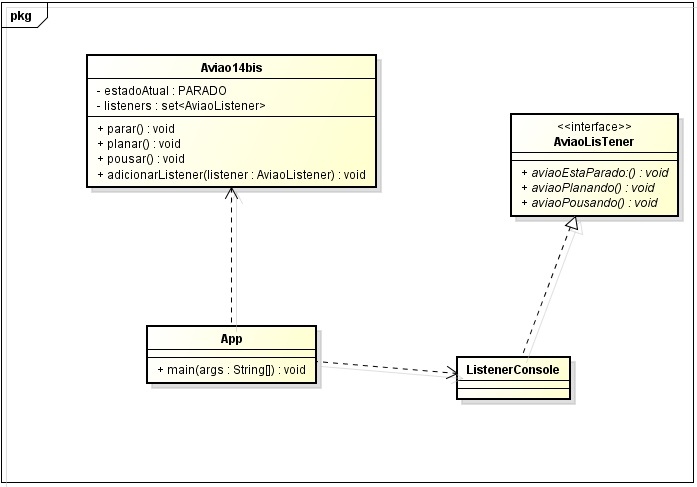 pkg
Aviao14bis
- estadoAtual : PARADO
- listeners : set<AviaoListener>
+ parar() : void
+ planar() : void
+ pousar() : void
+ adicionarListener(listener : AviaoListener) : void
<<interface>>
AviaoLisTener
+ aviaoEstaParado:() : void
+ aviaoPlanando() : void
+ aviaoPousando() : void
App
+ main(args : String[]) : void
ListenerConsole